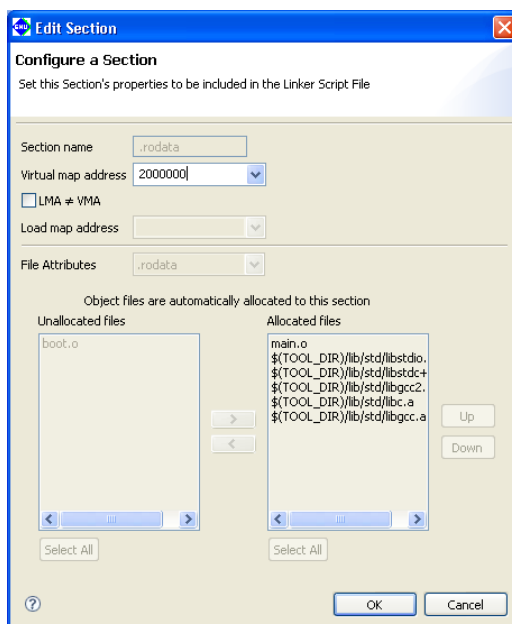 GNU Edit Section
Configure a Section
Set this Section's properties to be included in the Linker Script File
Section name .rodata
Virtual map address 2000000
LMA ≠ VMA
Load map address
File Attributes .rodata
Object files are automatically allocated to this section
Unallocated files Allocated files
boot.o main.o
$(TOOL_DIR)/lib/std/libstdio.
$(TOOL_DIR)/lib/std/libstdc+
$(TOOL_DIR)/lib/std/libgcc2.
$(TOOL_DIR)/lib/std/libc.a
$(TOOL_DIR)/lib/std/libgcc.a
> Up
< Down
Select All Select All
? OK Cancel